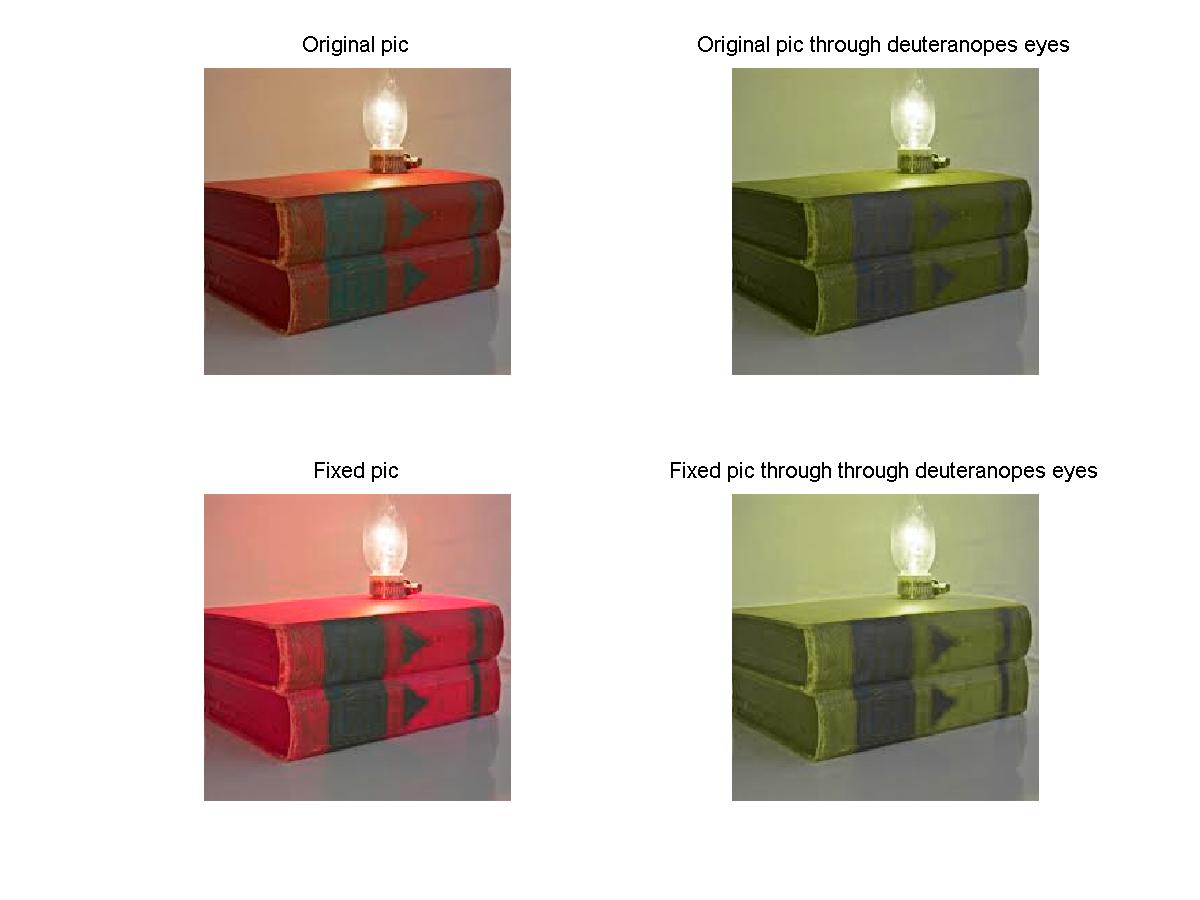 Original pic
Original pic through deuteranopes eyes
Fixed pic
Fixed pic through through deuteranopes eyes